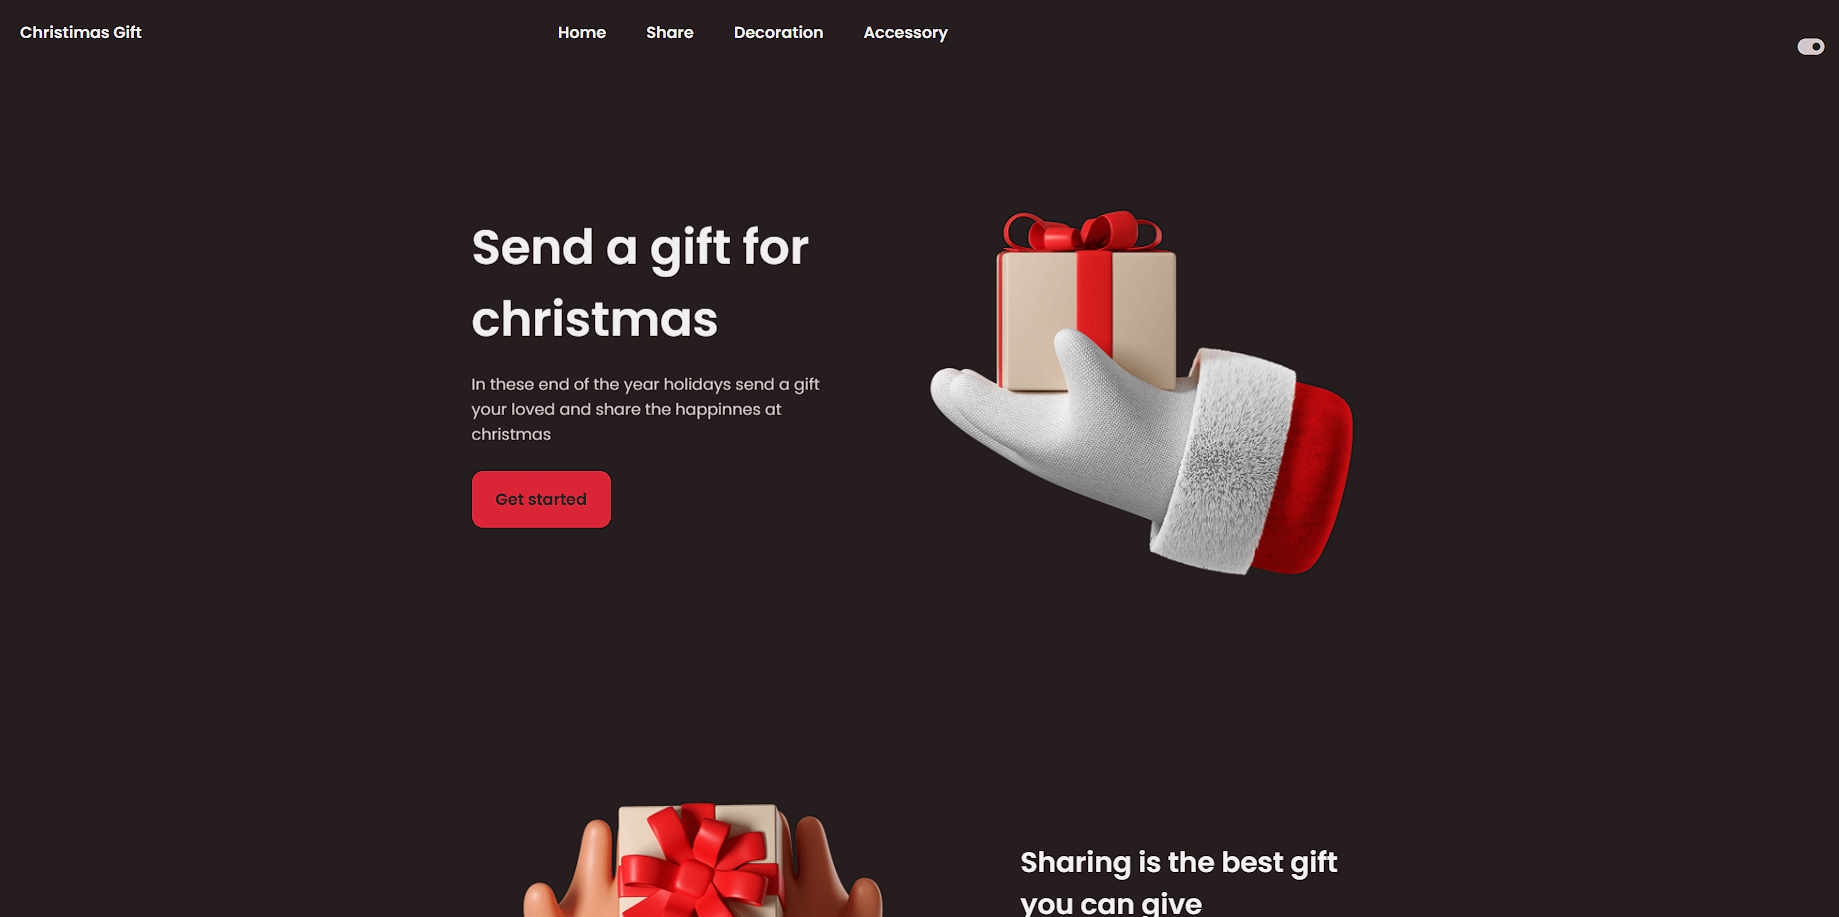 Christimas Gift
Home
Share
Decoration
Accessory
Send a gift for
christmas
In these end of the year holidays send a gift
your loved and share the happinnes at
christmas
Get started
Sharing is the best gift
you can give